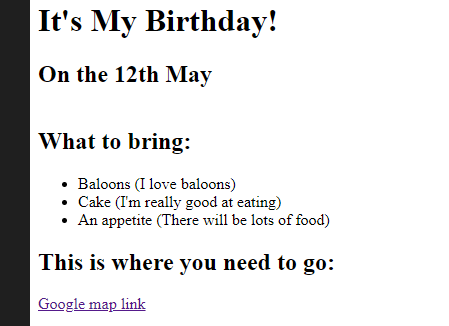 It's My Birthday!
On the 12th May
What to bring:
Baloons (I love baloons)
Cake (I'm really good at eating)
An appetite (There will be lots of food)
This is where you need to go:
Google map link